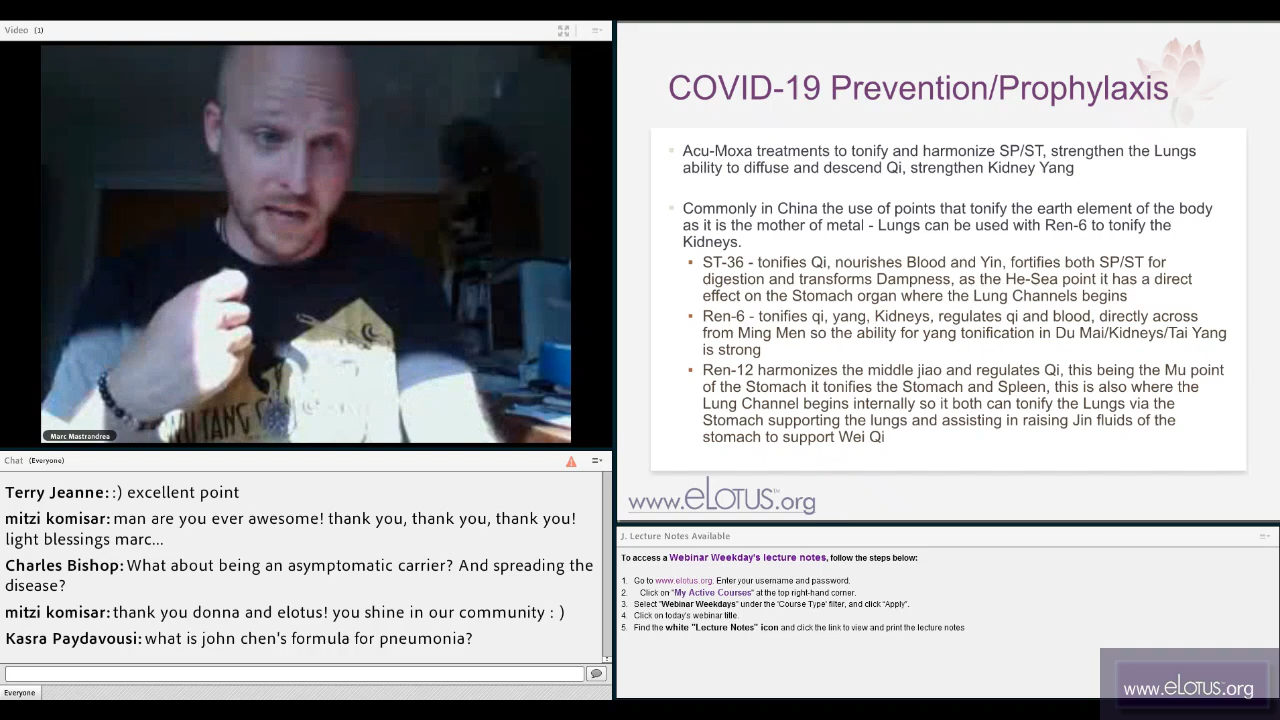 Video (1)
Marc Mastrandrea
Chat (Everyone)
Terry Jeanne: :) excellent point
mitzi komisar: man are you ever awesome! thank you, thank you, thank you!
light blessings marc...
Charles Bishop: What about being an asymptomatic carrier? And spreading the
disease?
mitzi komisar: thank you donna and elotus! you shine in our community : )
Kasra Paydavousi: what is john chen's formula for pneumonia?
Everyone
COVID-19 Prevention/Prophylaxis
Acu-Moxa treatments to tonify and harmonize SP/ST, strengthen the Lungs
ability to diffuse and descend Qi, strengthen Kidney Yang
Commonly in China the use of points that tonify the earth element of the body
as it is the mother of metal - Lungs can be used with Ren-6 to tonify the
Kidneys.
ST-36 - tonifies Qi, nourishes Blood and Yin, fortifies both SP/ST for
digestion and transforms Dampness, as the He-Sea point it has a direct
effect on the Stomach organ where the Lung Channels begins
Ren-6 - tonifies qi, yang, Kidneys, regulates qi and blood, directly across
from Ming Men so the ability for yang tonification in Du Mai/Kidneys/Tai Yang
is strong
Ren-12 harmonizes the middle jiao and regulates Qi, this being the Mu point
of the Stomach it tonifies the Stomach and Spleen, this is also where the
Lung Channel begins internally so it both can tonify the Lungs via the
Stomach supporting the lungs and assisting in raising Jin fluids of the
stomach to support Wei Qi
www.eLotus.org
J. Lecture Notes Available
To access a Webinar Weekday's lecture notes, follow the steps below:
1. Go to www.elotus.org. Enter your username and password.
2. Click on "My Active Courses" at the top right-hand corner.
3. Select "Webinar Weekdays" under the 'Course Type' filter, and click "Apply".
4. Click on today's webinar title.
5. Find the white "Lecture Notes" icon and click the link to view and print the lecture notes
www.eLotus.org